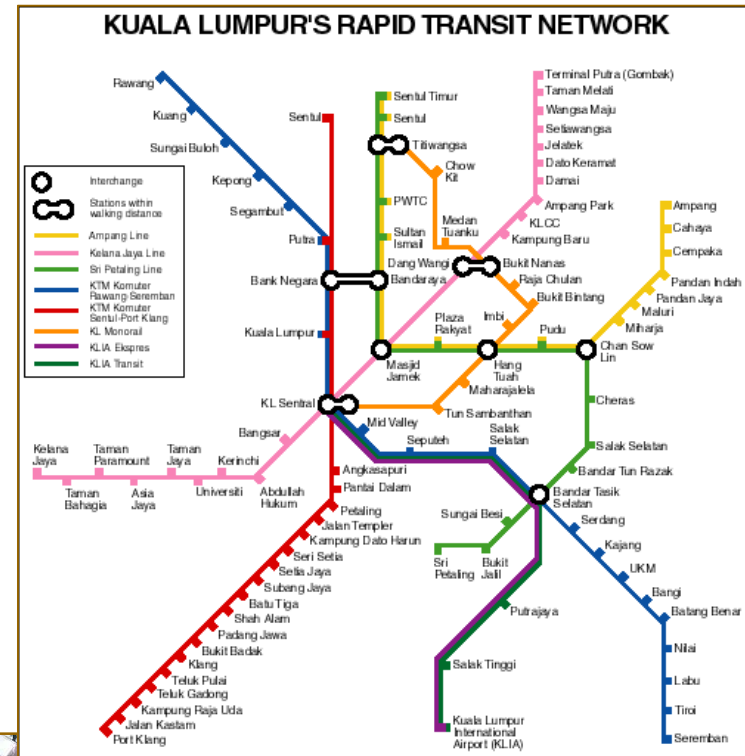 KUALA LUMPUR'S RAPID TRANSIT NETWORK
Rawang
Kuang
Sungai Buloh
Kepong
Segambut
Putra
Sentul
Bank Negara
Kuala Lumpur
KL Sentral
Interchange
Stations within
walking distance
Ampang Line
Kelana Jaya Line
Sri Petaling Line
KTM Komuter
Rawang-Seremban
KTM Komuter
Sentul-Port Klang
KL Monorail
KLIA Ekspres
KLIA Transit
Sentul Timur
Sentul
Titiwangsa
Chow
Kit
PWTC
Sultan
Ismail
Medan
Tuanku
Dang Wangi
Bandaraya
Bukit Nanas
Raja Chulan
Bukit Bintang
Imbi
Terminal Putra (Gombak)
Taman Melati
Wangsa Maju
Setiawangsa
Jelatek
Dato Keramat
Damai
Ampang Park
KLCC
Kampung Baru
Ampang
Cahaya
Cempaka
Pandan Indah
Pandan Jaya
Maluri
Miharja
Plaza
Rakyat
Pudu
Masjid
Jamek
Hang
Tuah
Chan Sow
Lin
Maharajalela
Tun Sambanthan
Cheras
Salak Selatan
Bandar Tun Razak
Mid Valley
Seputeh
Salak
Selatan
Bandar Tasik
Selatan
Sungai Besi
Sri
Petaling
Bukit
Jalil
Bangsar
Kelana
Jaya
Taman
Paramount
Taman
Jaya
Kerinchi
Taman
Bahagia
Asia
Jaya
Universiti
Abdullah
Hukum
Angkasapuri
Pantai Dalam
Petaling
Jalan Templer
Kampung Dato Harun
Seri Setia
Setia Jaya
Subang Jaya
Batu Tiga
Shah Alam
Padang Jawa
Bukit Badak
Klang
Teluk Pulai
Teluk Gadong
Kampung Raja Uda
Jalan Kastam
Port Klang
Serdang
Kajang
UKM
Bangi
Batang Benar
Nilai
Labu
Tiroi
Seremban
Putrajaya
Salak Tinggi
Kuala Lumpur
International
Airport (KLIA)